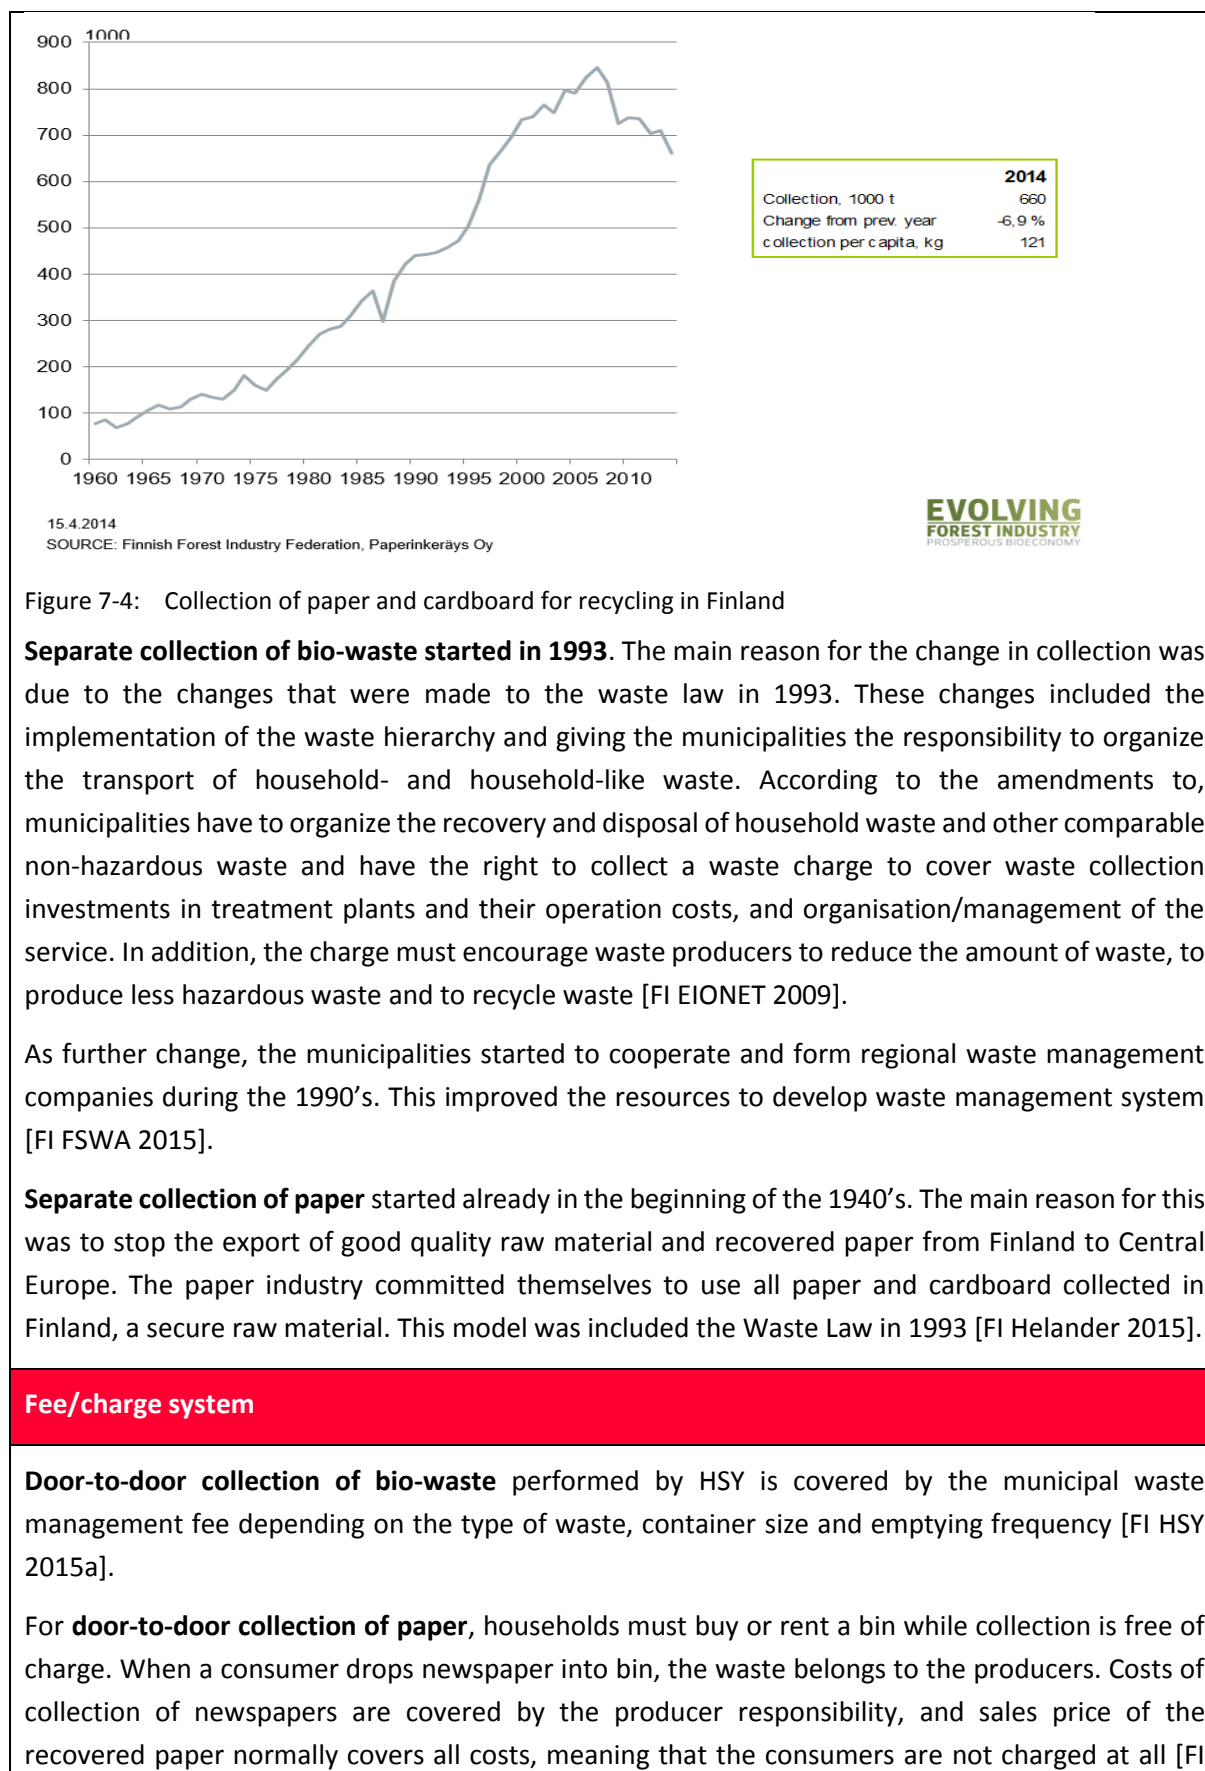 1000
900
800
700
600
500
400
300
200
100
0
1960 1965 1970 1975 1980 1985 1990 1995 2000 2005 2010
2014
Collection, 1000 t 660
Change from prev. year -6,9 %
collection per capita, kg 121
15.4.2014
SOURCE: Finnish Forest Industry Federation, Paperinkeräys Oy
EVOLVING
FOREST INDUSTRY
PROSPEROUS BIOECONOMY
Figure 7-4: Collection of paper and cardboard for recycling in Finland
Separate collection of bio-waste started in 1993. The main reason for the change in collection was
due to the changes that were made to the waste law in 1993. These changes included the
implementation of the waste hierarchy and giving the municipalities the responsibility to organize
the transport of household- and household-like waste. According to the amendments to,
municipalities have to organize the recovery and disposal of household waste and other comparable
non-hazardous waste and have the right to collect a waste charge to cover waste collection
investments in treatment plants and their operation costs, and organisation/management of the
service. In addition, the charge must encourage waste producers to reduce the amount of waste, to
produce less hazardous waste and to recycle waste [FI EIONET 2009].
As further change, the municipalities started to cooperate and form regional waste management
companies during the 1990’s. This improved the resources to develop waste management system
[FI FSWA 2015].
Separate collection of paper started already in the beginning of the 1940’s. The main reason for this
was to stop the export of good quality raw material and recovered paper from Finland to Central
Europe. The paper industry committed themselves to use all paper and cardboard collected in
Finland, a secure raw material. This model was included the Waste Law in 1993 [FI Helander 2015].
Fee/charge system
Door-to-door collection of bio-waste performed by HSY is covered by the municipal waste
management fee depending on the type of waste, container size and emptying frequency [FI HSY
2015a].
For door-to-door collection of paper, households must buy or rent a bin while collection is free of
charge. When a consumer drops newspaper into bin, the waste belongs to the producers. Costs of
collection of newspapers are covered by the producer responsibility, and sales price of the
recovered paper normally covers all costs, meaning that the consumers are not charged at all [FI